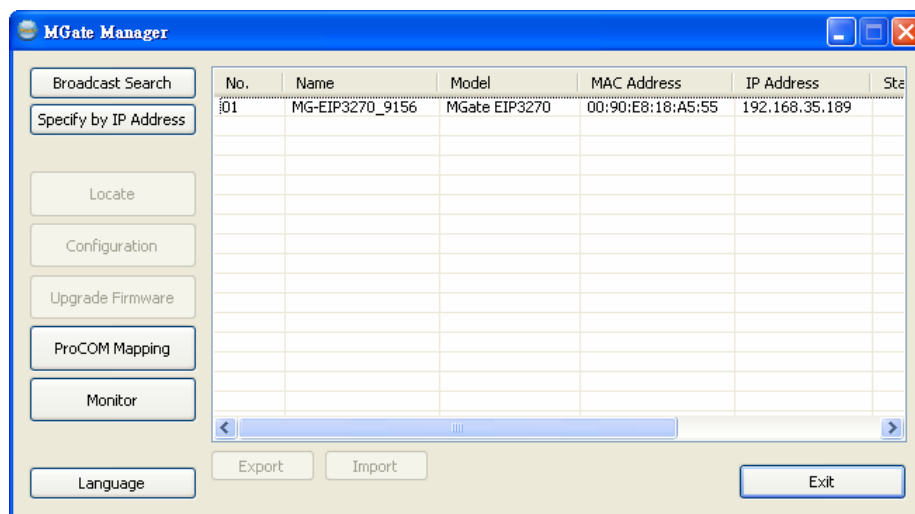 MGate Manager
Broadcast Search
Specify by IP Address
Locate
Configuration
Upgrade Firmware
ProCOM Mapping
Monitor
Language
No. Name Model MAC Address IP Address Sta
01 MG-EIP3270_9156 MGate EIP3270 00:90:E8:18:A5:55 192.168.35.189
Export Import
Exit